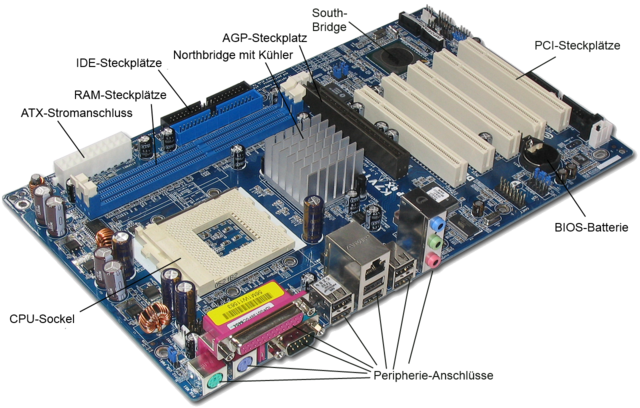 South-
Bridge
AGP-Steckplatz
Northbridge mit Kühler
PCI-Steckplätze
IDE-Steckplätze
RAM-Steckplätze
ATX-Stromanschluss
BIOS-Batterie
CPU-Sockel
Peripherie-Anschlüsse